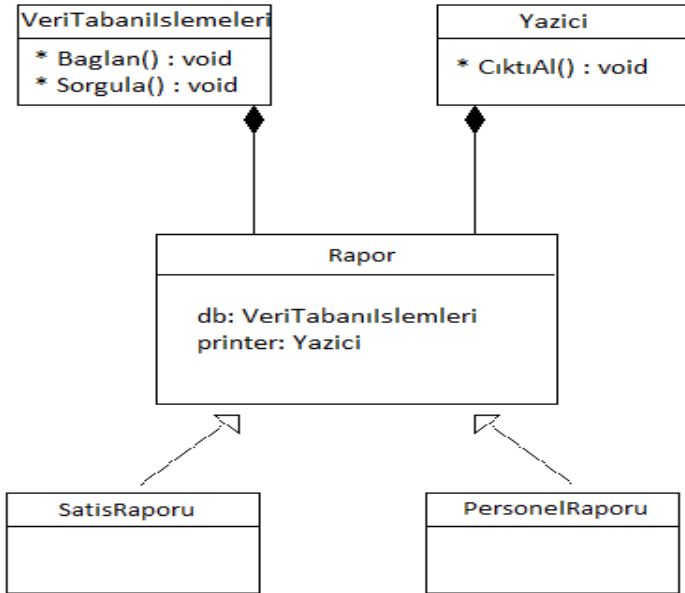 VeriTabaniIslemeleri
* Baglan() : void
* Sorgula() : void
Yazici
* CıktıAl() : void
Rapor
db: VeriTabanıIslemleri
printer: Yazici
SatisRaporu
PersonelRaporu